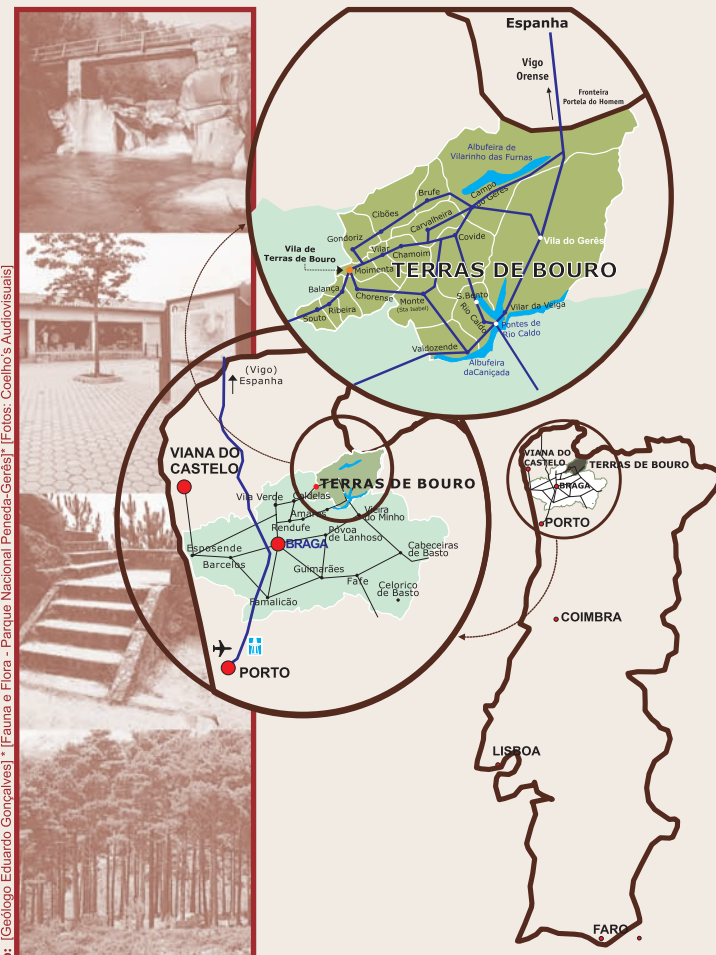 Espanha
Vigo
Orense
Fronteira
Portela do Homem
Albufeira de
Vilarinho das Furnas
Brufe
Campo
do Gerês
Cibões
Carvalheira
Gondoriz
Covide
Vila do Gerês
Vila de
Terras de Bouro
Vilar
Chamoim
Moimenta
TERRAS DE BOURO
Balança
Chorense
Monte
(Sta Isabel)
S.Bento
Rio Caldo
Vilar da Veiga
Ribeira
Souto
Pontes de
Rio Caldo
Valdozende
Albufeira
daCaniçada
(Vigo)
Espanha
VIANA DO
CASTELO
TERRAS DE BOURO
Vila Verde
Caldelas
Amares
Vieira
do Minho
Rendufe
Póvoa
de Lanhoso
BRAGA
Esposende
Cabeceiras
de Basto
Barcelos
Guimarães
Fafe
Celorico
de Basto
Famalicão
PORTO
VIANA DO
CASTELO
TERRAS DE BOURO
BRAGA
PORTO
COIMBRA
LISBOA
FARO
[Geólogo Eduardo Gonçalves] * [Fauna e Flora - Parque Nacional Peneda-Gerês]* [Fotos: Coelho's Audiovisuais]